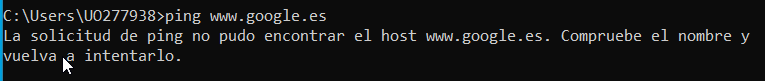 C:\Users\UO277938>ping www.google.es
La solicitud de ping no pudo encontrar el host www.google.es. Compruebe el nombre y
vuelva a intentarlo.